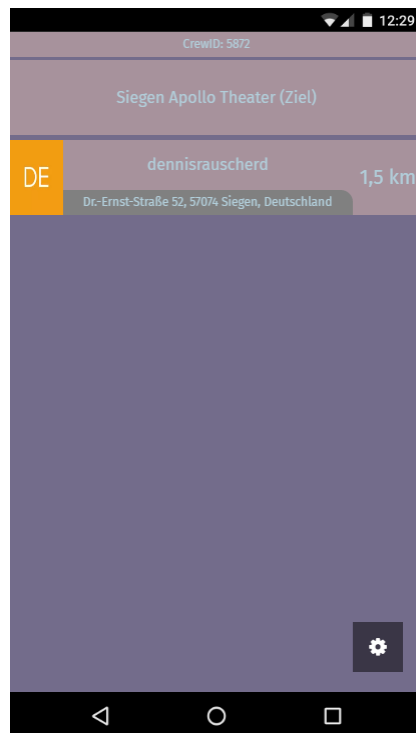 12:29
CrewID: 5872
Siegen Apollo Theater (Ziel)
DE
dennisrauscherd
1,5 km
Dr.-Ernst-Straße 52, 57074 Siegen, Deutschland